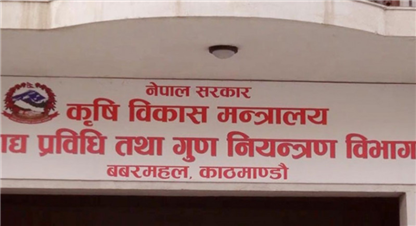 नेपाल सरकार
कृषि विकास मन्त्रालय
प्रविधि तथा गुण नियन्त्रण विभाग
बबरमहल, काठमाण्डौ